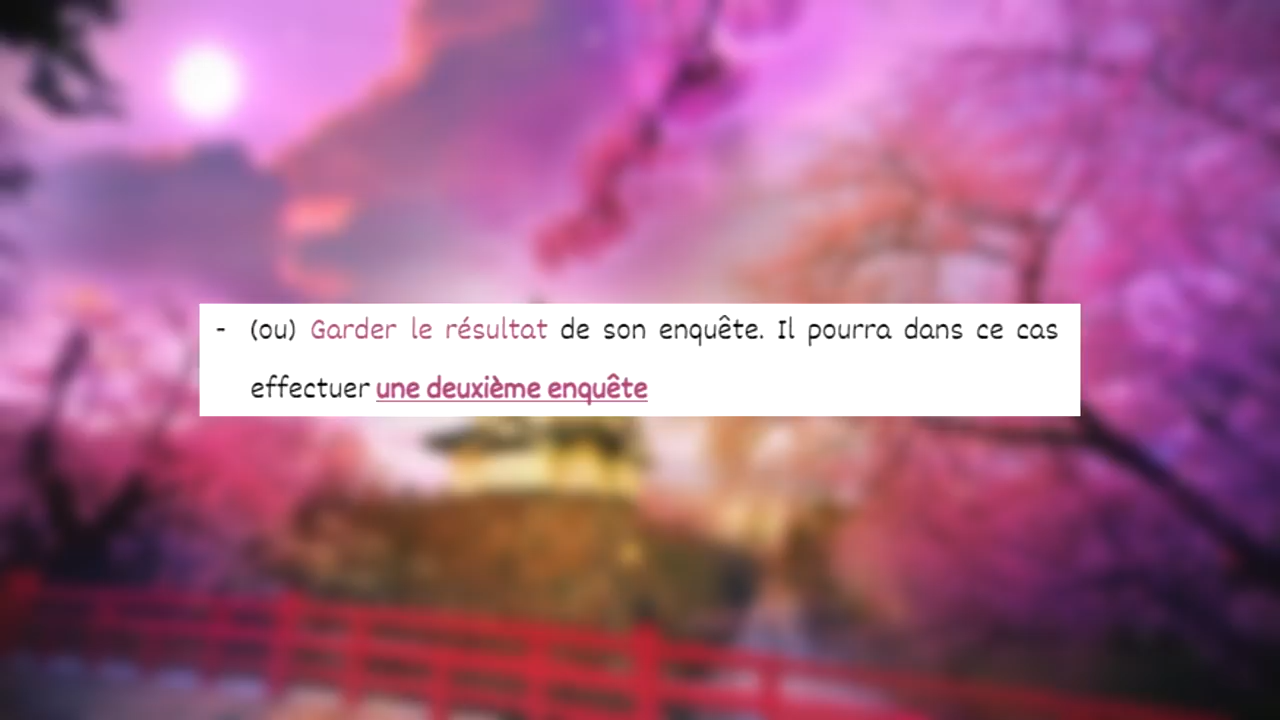 - (ou) Garder le résultat de son enquête. Il pourra dans ce cas
effectuer une deuxième enquête